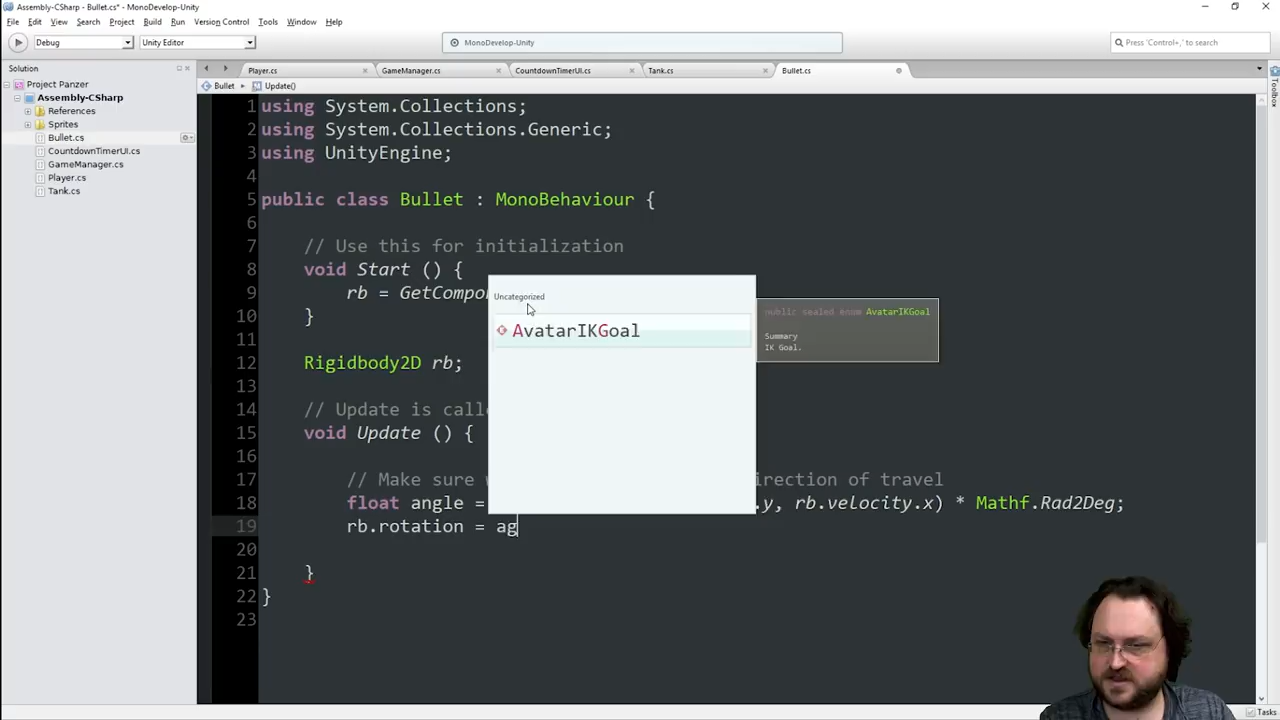 Assembly-CSharp - Bullet.cs* - MonoDevelop-Unity
File Edit View Search Project Build Run Version Control Tools Window Help
Debug Unity Editor MonoDevelop-Unity Press 'Control+,' to search
Solution
Player.cs GameManager.cs CountdownTimerUI.cs Tank.cs Bullet.cs
Project Panzer
Assembly-CSharp
References
Sprites
Bullet.cs
CountdownTimerUI.cs
GameManager.cs
Player.cs
Tank.cs
Bullet Update()
1 using System.Collections;
2 using System.Collections.Generic;
3 using UnityEngine;
4
5 public class Bullet : MonoBehaviour {
6
7 // Use this for initialization
8 void Start () {
9 rb = GetCompo
10 }
11
12 Rigidbody2D rb;
13
14 // Update is calle
15 void Update () {
16
17 // Make sure irection of travel
18 float angle = .y, rb.velocity.x) * Mathf.Rad2Deg;
19 rb.rotation = ag
20
21 }
22 }
23
Uncategorized
AvatarIKGoal
public sealed enum AvatarIKGoal
Summary
IK Goal.
Toolbox
Tasks